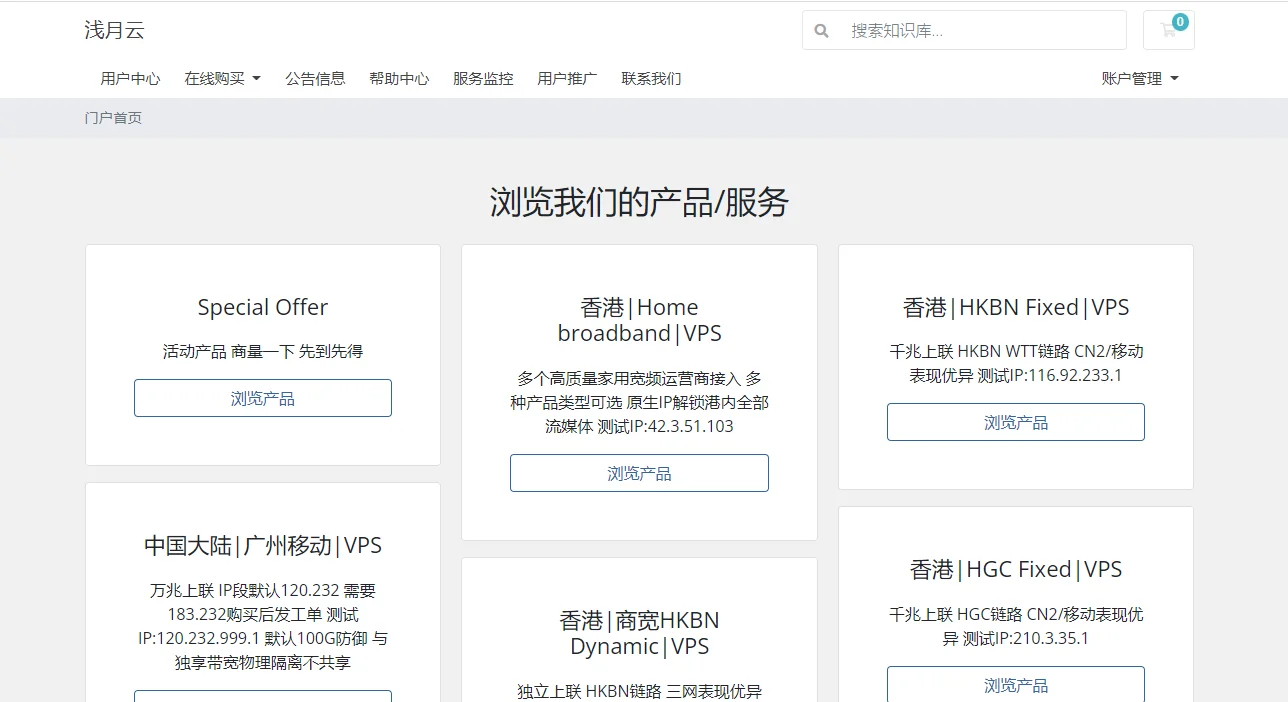 浅月云
搜索知识库...
0
用户中心 在线购买 公告信息 帮助中心 服务监控 用户推广 联系我们 账户管理
门户首页
浏览我们的产品/服务
Special Offer
活动产品 商量一下 先到先得
浏览产品
香港|Home
broadband|VPS
多个高质量家用宽频运营商接入 多
种产品类型可选 原生IP解锁港内全部
流媒体 测试IP:42.3.51.103
浏览产品
香港|HKBN Fixed|VPS
千兆上联 HKBN WTT链路 CN2/移动
表现优异 测试IP:116.92.233.1
浏览产品
中国大陆|广州移动|VPS
万兆上联 IP段默认120.232 需要
183.232购买后发工单 测试
IP:120.232.999.1 默认100G防御 与
独享带宽物理隔离不共享
香港|商宽HKBN
Dynamic|VPS
独立上联 HKBN链路 三网表现优异
香港|HGC Fixed|VPS
千兆上联 HGC链路 CN2/移动表现优
异 测试IP:210.3.35.1
浏览产品